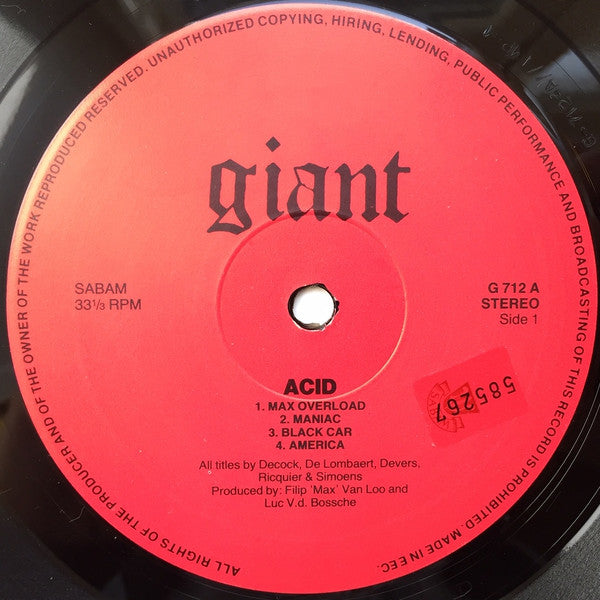 ALL RIGHTS OF THE PRODUCER AND OF THE OWNER OF THE WORK REPRODUCED RESERVED. UNAUTHORIZED COPYING, HIRING, LENDING, PUBLIC PERFORMANCE AND BROADCASTING OF THIS RECORD IS PROHIBITED. MADE IN EEC.
giant
SABAM
33⅓ RPM
G 712 A
STEREO
Side 1
ACID
1. MAX OVERLOAD
2. MANIAC
3. BLACK CAR
4. AMERICA
All titles by Decock, De Lombaert, Devers,
Ricquier & Simoens
Produced by: Filip 'Max' Van Loo and
Luc V.d. Bossche
585267